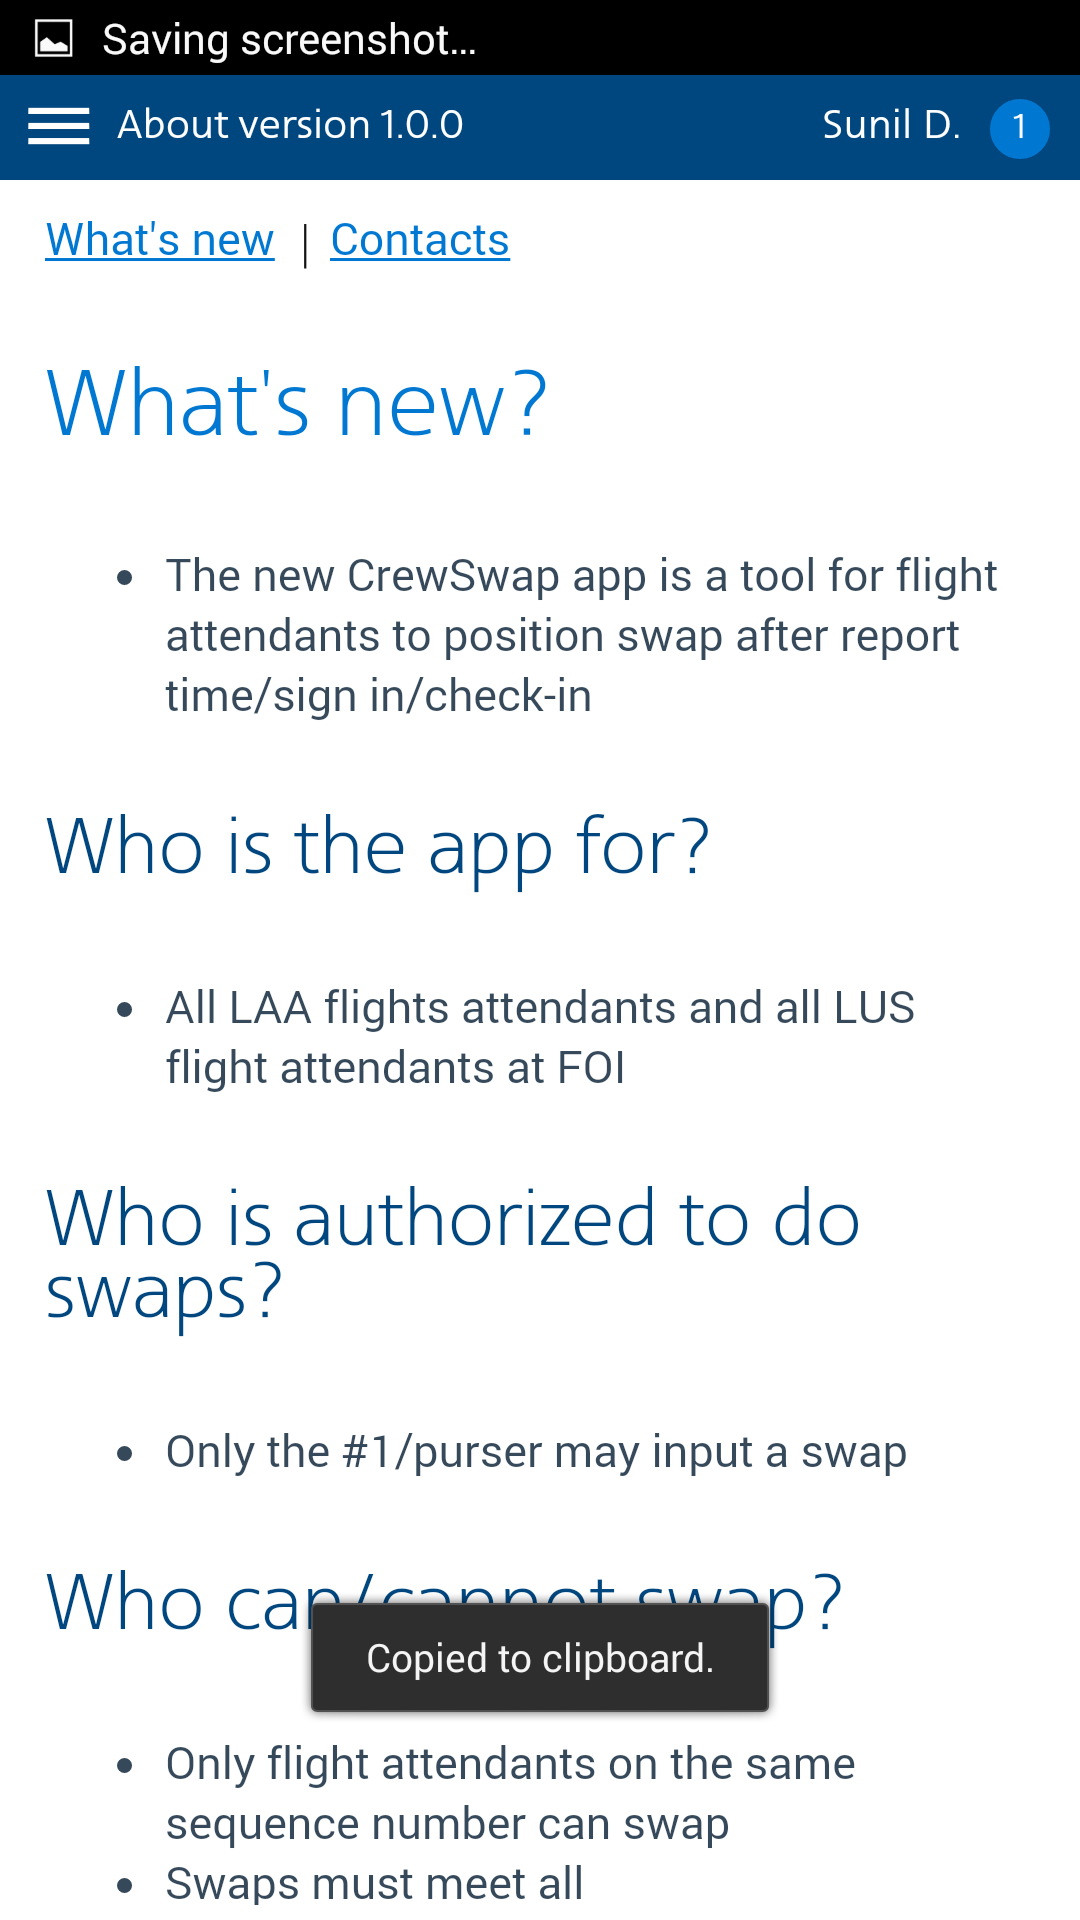 Saving screenshot...
About version 1.0.0
Sunil D.
1
What's new | Contacts
What's new?
• The new CrewSwap app is a tool for flight
attendants to position swap after report
time/sign in/check-in
Who is the app for?
• All LAA flights attendants and all LUS
flight attendants at FOI
Who is authorized to do
swaps?
• Only the #1/purser may input a swap
Who can/cannot swap?
Copied to clipboard.
• Only flight attendants on the same
sequence number can swap
• Swaps must meet all